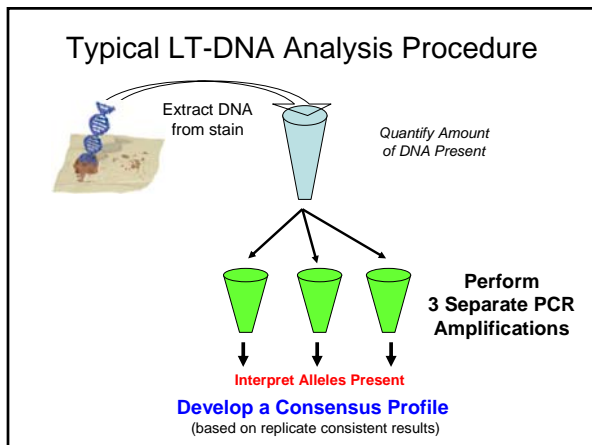 Typical LT-DNA Analysis Procedure
Extract DNA
from stain
Quantify Amount
of DNA Present
Perform
3 Separate PCR
Amplifications
Interpret Alleles Present
Develop a Consensus Profile
(based on replicate consistent results)